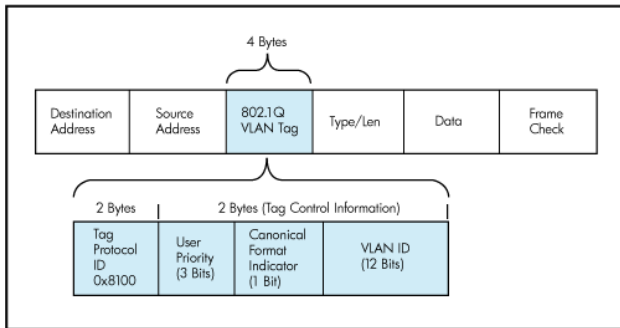 4 Bytes
Destination
Address
Source
Address
802.1Q
VLAN Tag
Type/Len
Data
Frame
Check
2 Bytes
2 Bytes (Tag Control Information)
Tag
Protocol
ID
0x8100
User
Priority
(3 Bits)
Canonical
Format
Indicator
(1 Bit)
VLAN ID
(12 Bits)